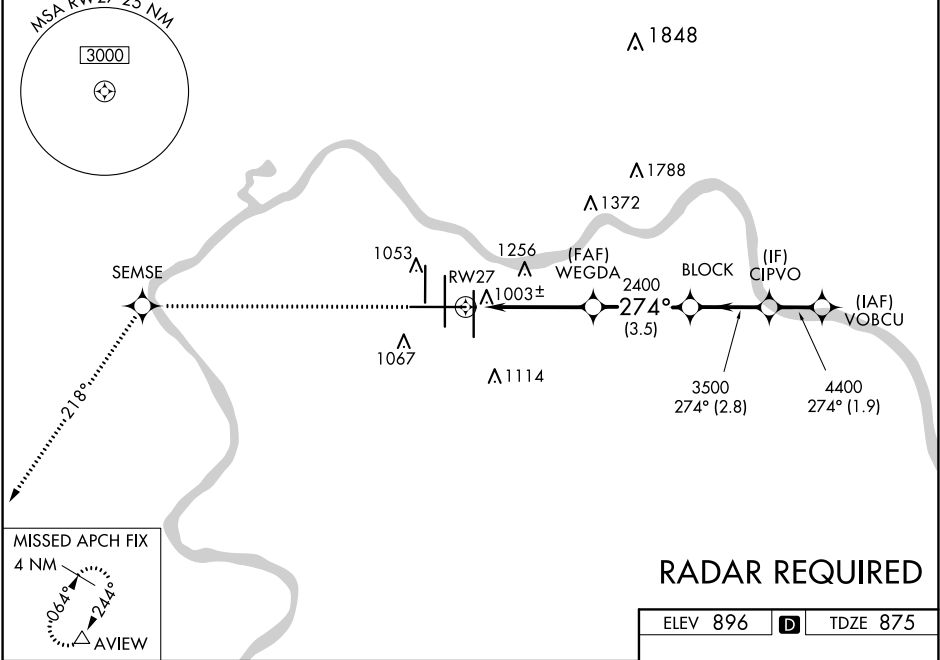 MSA RW27 25 NM
3000
1848
1788
1372
1053
1256
(FAF)
WEGDA
BLOCK
(IF)
CIPVO
SEMSE
RW27
1003±
2400
274°
(3.5)
(IAF)
VOBCU
1067
1114
3500
274° (2.8)
4400
274° (1.9)
218°
MISSED APCH FIX
4 NM
064°
244°
AVIEW
RADAR REQUIRED
ELEV 896 D TDZE 875